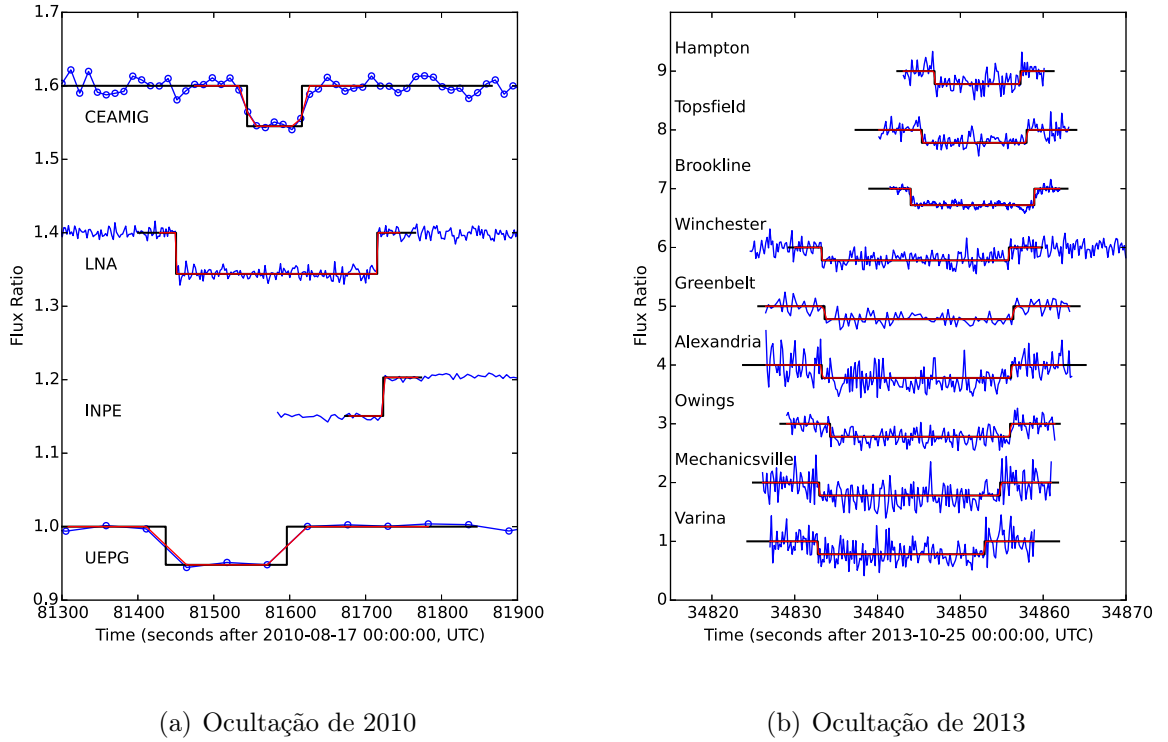 1.7
1.6
1.5
1.4
1.3
1.2
1.1
1.0
0.9
Flux Ratio
CEAMIG
LNA
INPE
UEPG
81300 81400 81500 81600 81700 81800 81900
Time (seconds after 2010-08-17 00:00:00, UTC)
(a) Ocultação de 2010
9
8
7
6
5
4
3
2
1
Flux Ratio
Hampton
Topsfield
Brookline
Winchester
Greenbelt
Alexandria
Owings
Mechanicsville
Varina
34820 34830 34840 34850 34860 34870
Time (seconds after 2013-10-25 00:00:00, UTC)
(b) Ocultação de 2013